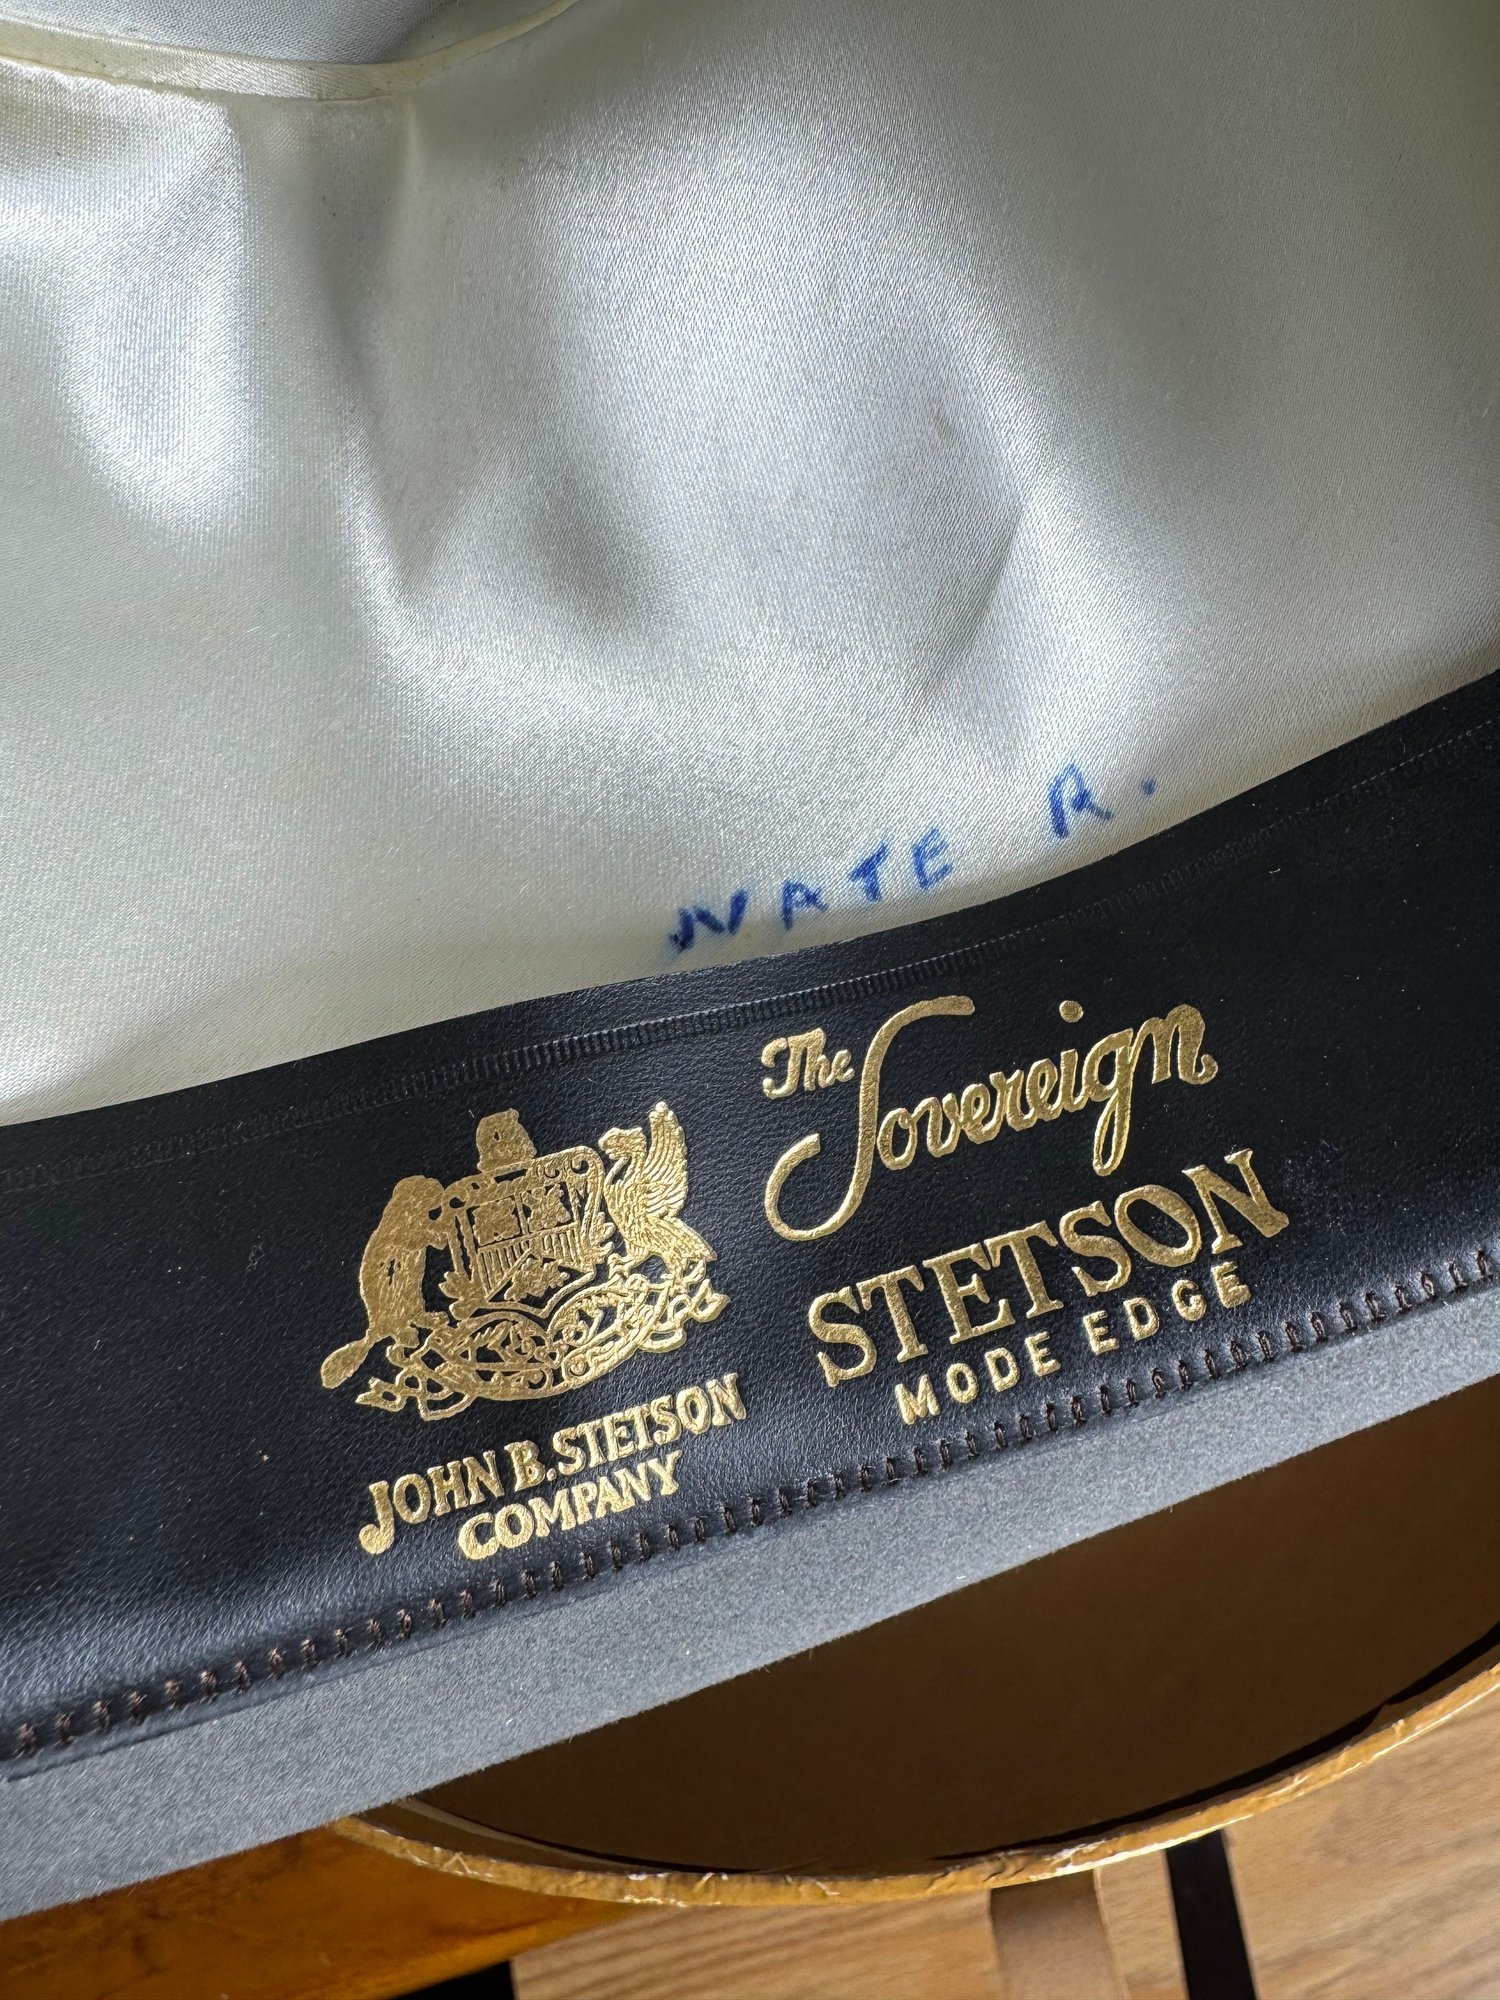 NATE R.
The Sovereign
STETSON
MODE EDGE
JOHN B. STETSON
COMPANY